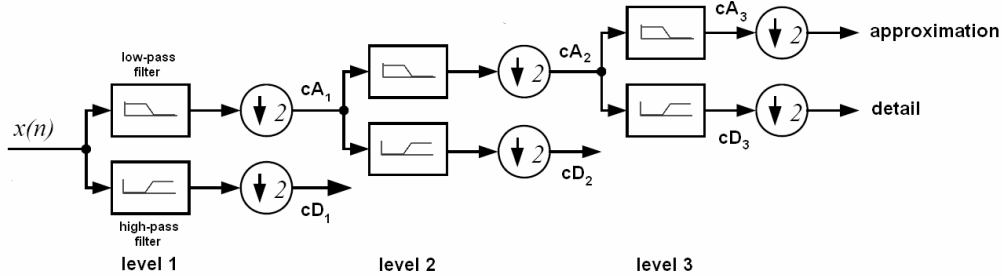 low-pass
filter
x(n)
↓ 2
cA1
↓ 2
cD1
high-pass
filter
level 1
↓ 2
cA2
↓ 2
cD2
level 2
cA3
↓ 2
approximation
cD3
↓ 2
detail
level 3